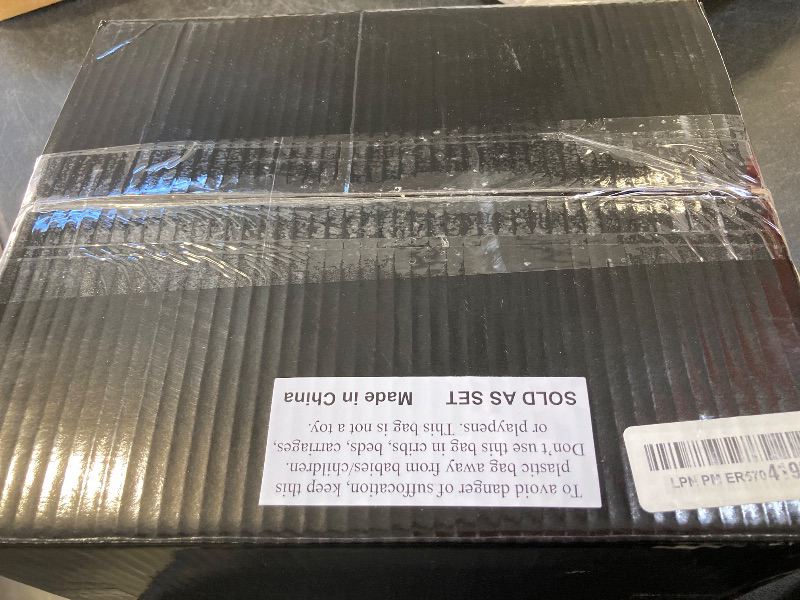 To avoid danger of suffocation, keep this
plastic bag away from babies/children.
Don't use this bag in cribs, beds, carriages,
or playpens. This bag is not a toy.
SOLD AS SET Made in China
LPN PM ER570419